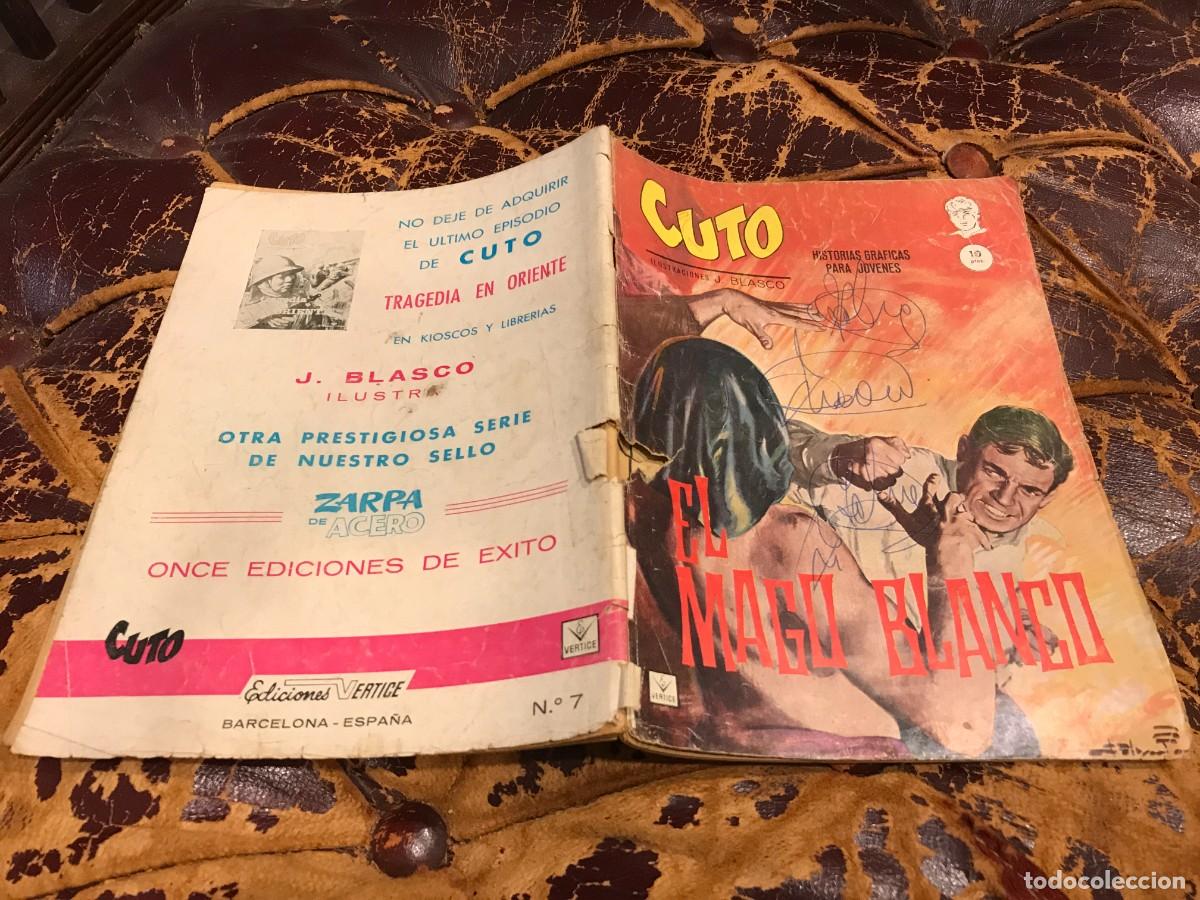 NO DEJE DE ADQUIRIR
EL ULTIMO EPISODIO
DE CUTO
TRAGEDIA EN ORIENTE
EN KIOSCOS Y LIBRERIAS
J. BLASCO
ILUSTRA
OTRA PRESTIGIOSA SERIE
DE NUESTRO SELLO
ZARPA
DE ACERO
ONCE EDICIONES DE EXITO
CUTO
VERTICE
Ediciones VERTICE
BARCELONA - ESPAÑA
N.º 7
CUTO
ILUSTRACIONES J. BLASCO
HISTORIAS GRAFICAS
PARA JOVENES
10
ptas.
EL
MAGO BLANCO
VERTICE
todocoleccion